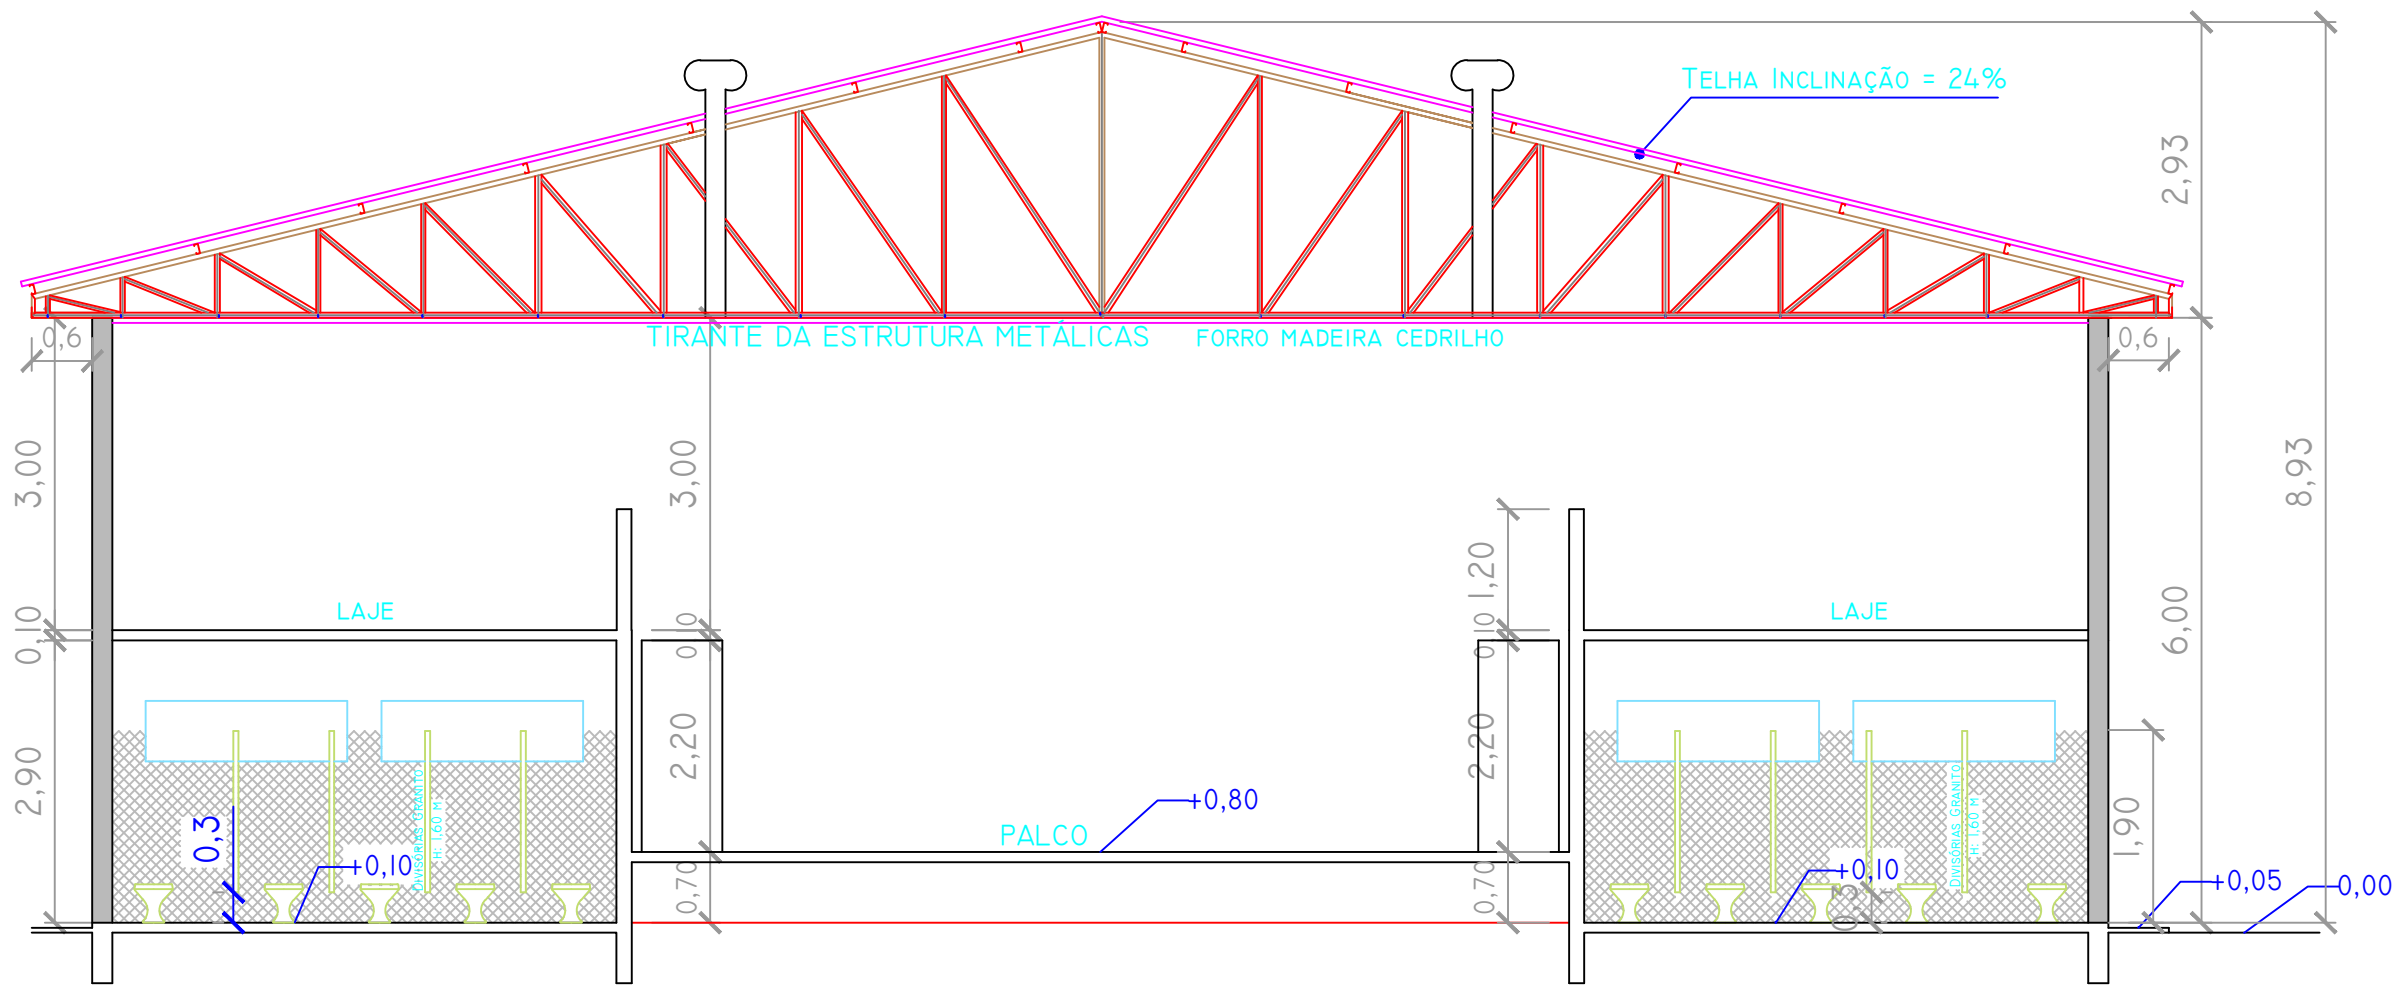 TELHA INCLINAÇÃO = 24%
2,93
TIRANTE DA ESTRUTURA METÁLICAS
FORRO MADEIRA CEDRILHO
0,6
0,6
3,00
3,00
8,93
1,20
6,00
LAJE
LAJE
0,10
0,10
0,10
2,90
2,20
2,20
1,90
DIVISÓRIAS GRANITO
H: 1,60 M
DIVISÓRIAS GRANITO
H: 1,60 M
+0,80
PALCO
0,3
+0,10
0,70
0,70
+0,10
0,3
+0,05
0,00